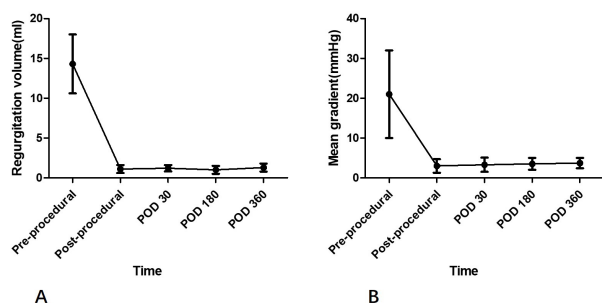 Regurgitation volume(ml)
20
15
10
5
0
Pre-procedural
Post-procedural
POD 30
POD 180
POD 360
Time
A
Mean gradient(mmHg)
40
30
20
10
0
Pre-procedural
Post-procedural
POD 30
POD 180
POD 360
Time
B